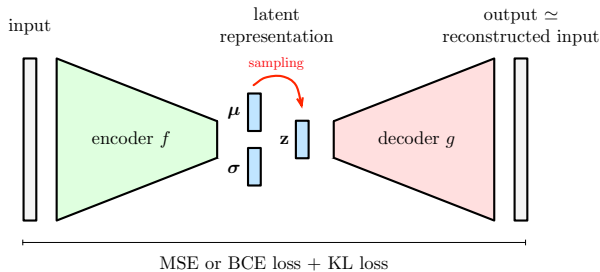 input
latent
representation
output ≃
reconstructed input
sampling
μ
encoder f
z
decoder g
σ
MSE or BCE loss + KL loss